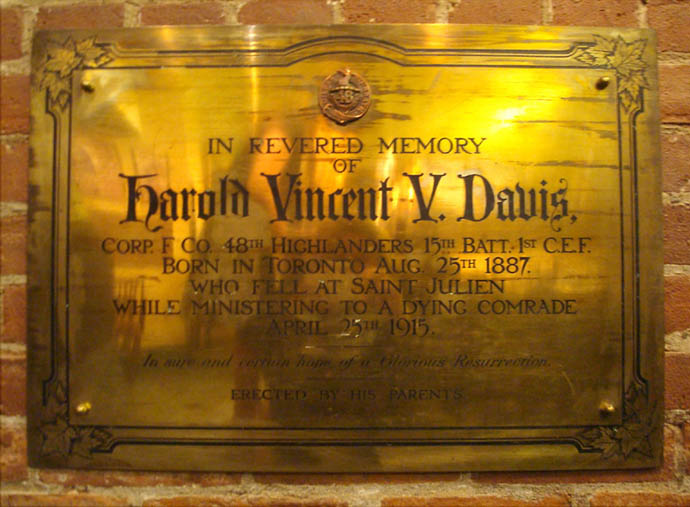 IN REVERED MEMORY
OF
Harold Vincent V. Davis,
CORP. F CO. 48TH HIGHLANDERS 15TH BATT. 1ST C.E.F.
BORN IN TORONTO AUG. 25TH 1887.
WHO FELL AT SAINT JULIEN
WHILE MINISTERING TO A DYING COMRADE
APRIL 25TH 1915.
In sure and certain hope of a Glorious Resurrection.
ERECTED BY HIS PARENTS